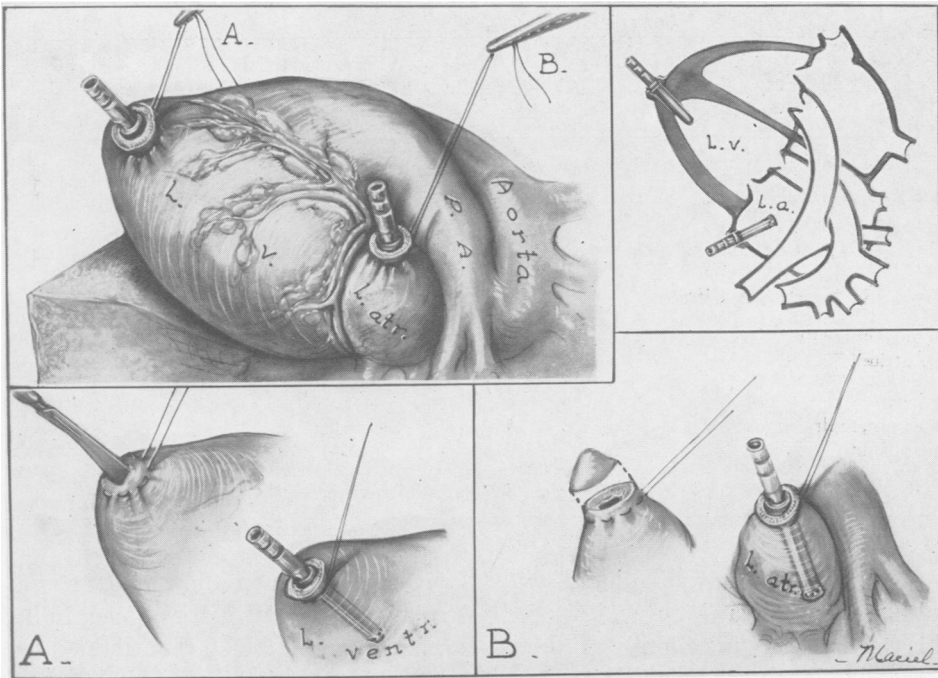 A.
B.
L.
V.
L. atr.
P. A.
Aorta
L.v.
L.a.
A.
L. ventr.
B.
L. atr.
Maciel